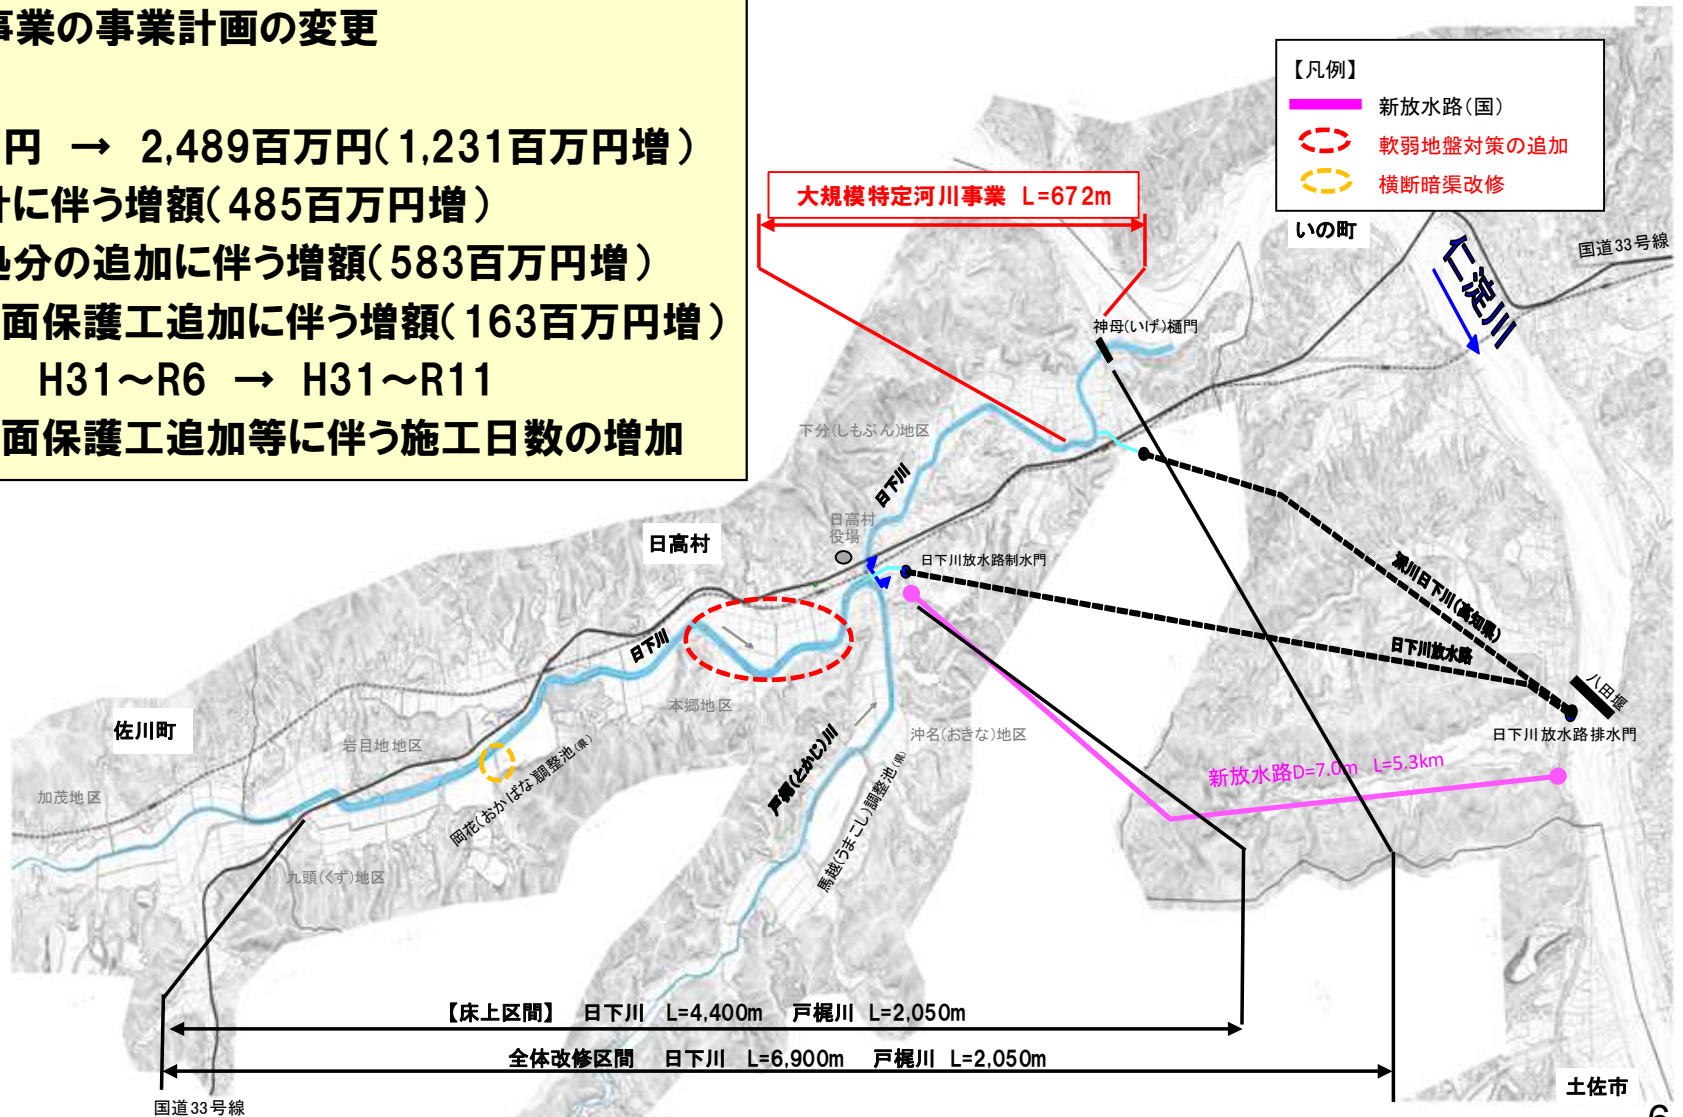 事業の事業計画の変更
円 → 2,489百万円(1,231百万円増)
計に伴う増額(485百万円増)
処分の追加に伴う増額(583百万円増)
面保護工追加に伴う増額(163百万円増)
H31～R6 → H31～R11
面保護工追加等に伴う施工日数の増加
【凡例】
新放水路(国)
軟弱地盤対策の追加
横断暗渠改修
大規模特定河川事業 L=672m
いの町
国道33号線
仁淀川
神母(いげ)樋門
下分(しもぶん)地区
日下川
日高村
役場
日高村
日下川放水路制水門
深川日下川(高知県)
日下川放水路
八田堰
日下川放水路排水門
日下川
本郷地区
佐川町
岩目地地区
沖名(おきな)地区
戸梶(とかじ)川
馬越(うまこし)調整池(県)
岡花(おかばな)調整池(県)
新放水路D=7.0m L=5.3km
加茂地区
九頭(くず)地区
【床上区間】 日下川 L=4,400m 戸梶川 L=2,050m
全体改修区間 日下川 L=6,900m 戸梶川 L=2,050m
土佐市
国道33号線
6